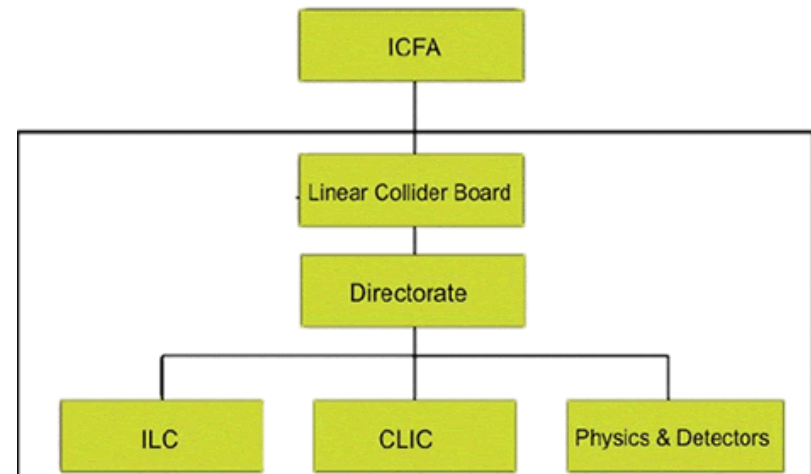 ICFA
Linear Collider Board
Directorate
ILC
CLIC
Physics & Detectors